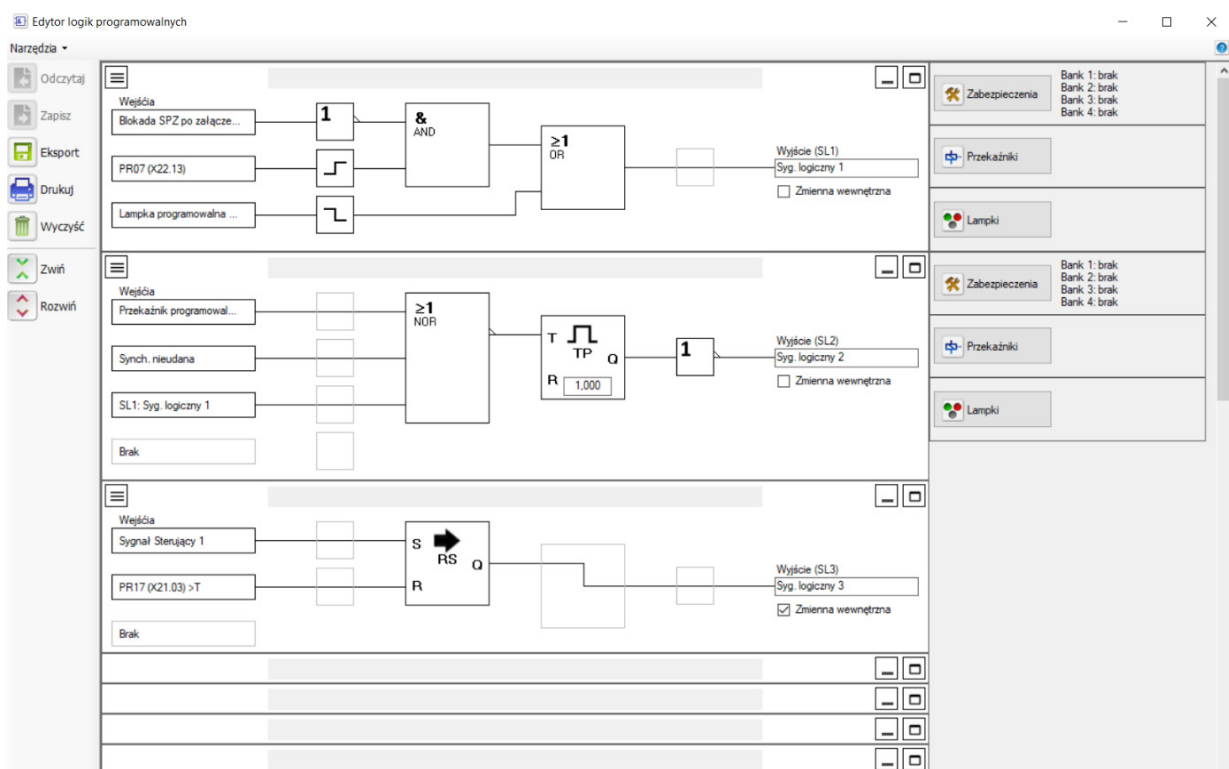 Edytor logik programowalnych
Narzędzia
Odczytaj
Zapisz
Eksport
Drukuj
Wyczyść
Zwiń
Rozwiń
Wejśćia
Blokada SPZ po załącze...
PR07 (X22.13)
Lampka programowalna ...
1
&
AND
≥1
OR
Wyjście (SL1)
Syg. logiczny 1
Zmienna wewnętrzna
Zabezpieczenia
Bank 1: brak
Bank 2: brak
Bank 3: brak
Bank 4: brak
Przekaźniki
Lampki
Wejśćia
Przekaźnik programowal...
Synch. nieudana
SL1: Syg. logiczny 1
Brak
≥1
NOR
T
TP
Q
R
1,000
1
Wyjście (SL2)
Syg. logiczny 2
Zmienna wewnętrzna
Zabezpieczenia
Bank 1: brak
Bank 2: brak
Bank 3: brak
Bank 4: brak
Przekaźniki
Lampki
Wejśćia
Sygnał Sterujący 1
PR17 (X21.03) >T
Brak
S
RS
Q
R
Wyjście (SL3)
Syg. logiczny 3
Zmienna wewnętrzna